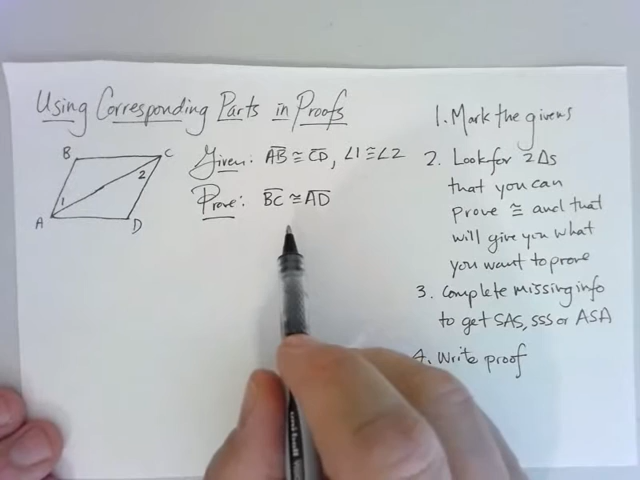 Using Corresponding Parts in Proofs
B
C
A
D
1
2
Given: AB ≅ CD, ∠1 ≅ ∠2
Prove: BC ≅ AD
1. Mark the givens
2. Look for 2 Δs
that you can
prove ≅ and that
will give you what
you want to prove
3. Complete missing info
to get SAS, SSS or ASA
4. Write proof
uni-ball